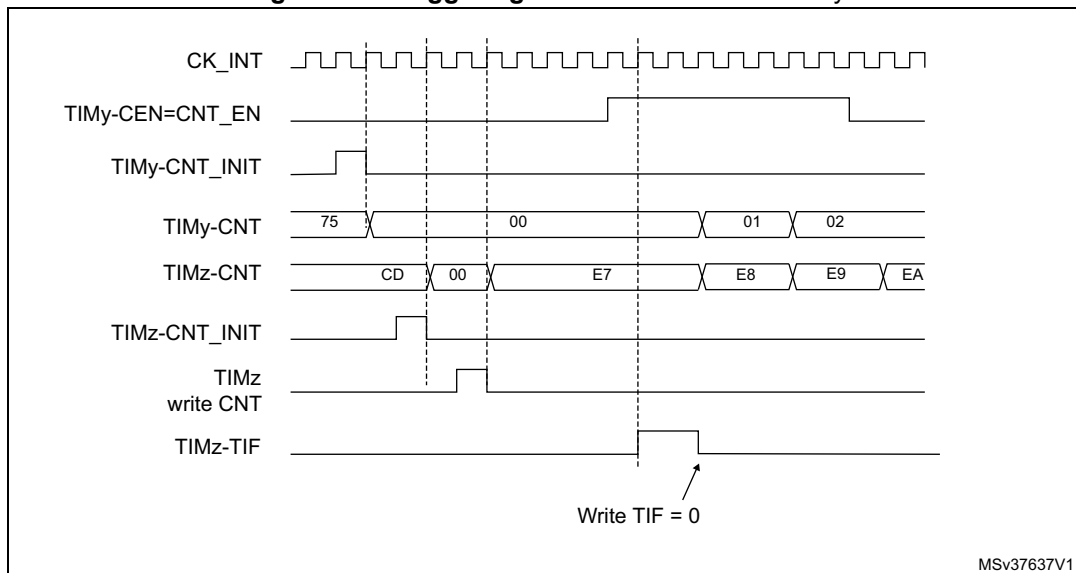 CK_INT
TIMy-CEN=CNT_EN
TIMy-CNT_INIT
TIMy-CNT 75 00 01 02
TIMz-CNT CD 00 E7 E8 E9 EA
TIMz-CNT_INIT
TIMz
write CNT
TIMz-TIF
Write TIF = 0
MSv37637V1